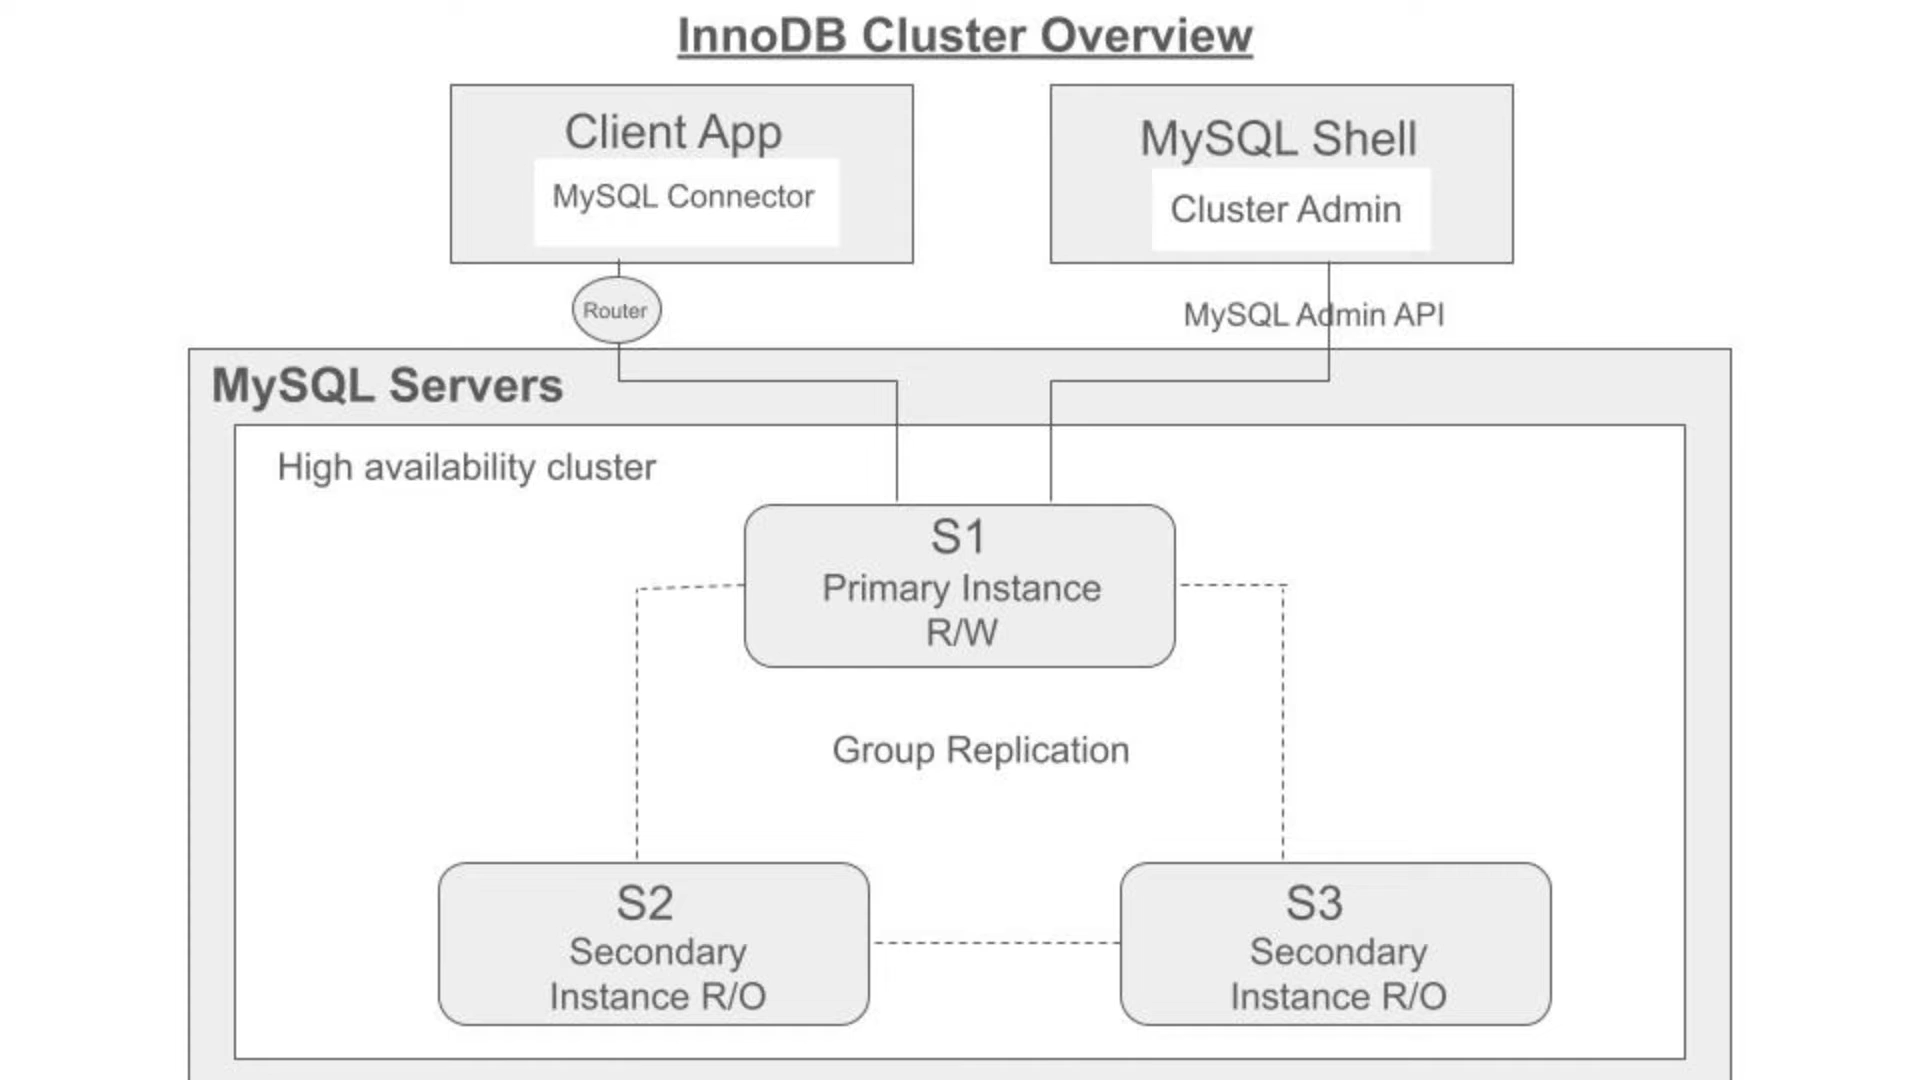 InnoDB Cluster Overview
Client App
MySQL Connector
MySQL Shell
Cluster Admin
Router
MySQL Admin API
MySQL Servers
High availability cluster
S1
Primary Instance
R/W
Group Replication
S2
Secondary
Instance R/O
S3
Secondary
Instance R/O